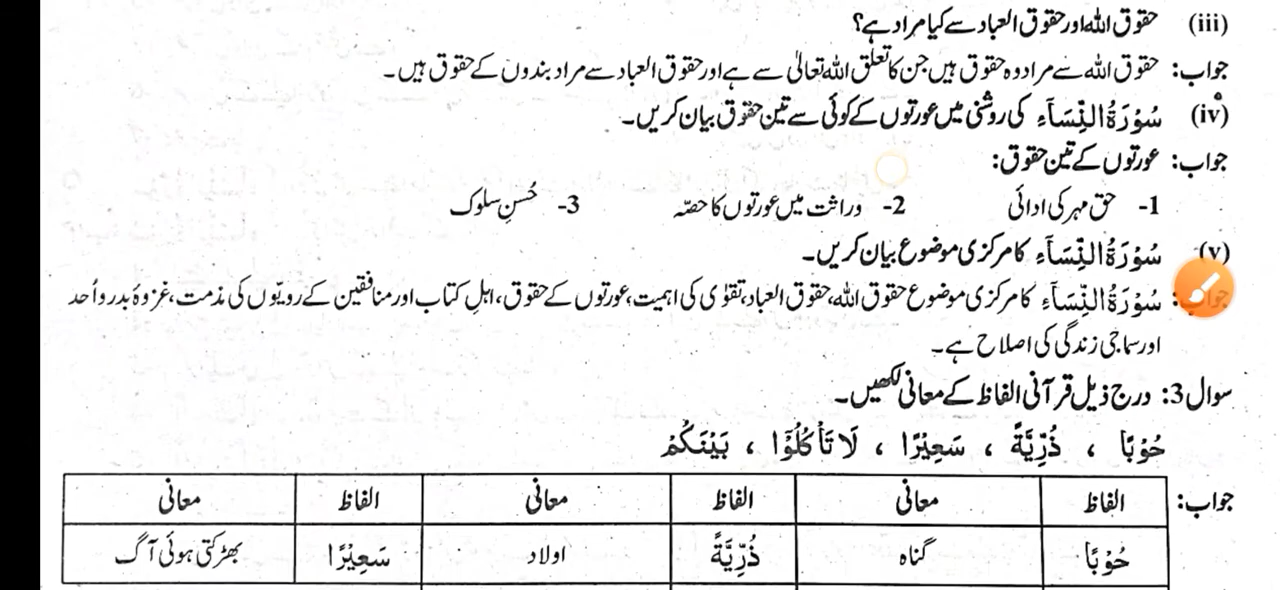 (iii) حقوق اللہ اور حقوق العباد سے کیا مراد ہے؟
جواب: حقوق اللہ سے مراد وہ حقوق ہیں جن کا تعلق اللہ تعالیٰ سے ہے اور حقوق العباد سے مراد بندوں کے حقوق ہیں۔
(iv) سُوْرَةُ النِّسَآءِ کی روشنی میں عورتوں کے کوئی سے تین حقوق بیان کریں۔
جواب: عورتوں کے تین حقوق:
1- حق مہر کی ادائی 2- وراثت میں عورتوں کا حصّہ 3- حُسنِ سلوک
(v) سُوْرَةُ النِّسَآءِ کا مرکزی موضوع بیان کریں۔
جواب: سُوْرَةُ النِّسَآءِ کا مرکزی موضوع حقوق اللہ، حقوق العباد، تقوٰی کی اہمیت، عورتوں کے حقوق، اہلِ کتاب اور منافقین کے رویّوں کی مذمت، غزوۂ بدر و اُحد
اور سماجی زندگی کی اصلاح ہے۔
سوال 3: درج ذیل قرآنی الفاظ کے معانی لکھیں۔
حُوْبًا ، ذُرِّيَّةً ، سَعِيْرًا ، لَا تَأْكُلُوْٓا ، بَيْنَكُمْ
جواب: الفاظ معانی الفاظ معانی الفاظ معانی
حُوْبًا گناہ ذُرِّيَّةً اولاد سَعِيْرًا بھڑکتی ہوئی آگ